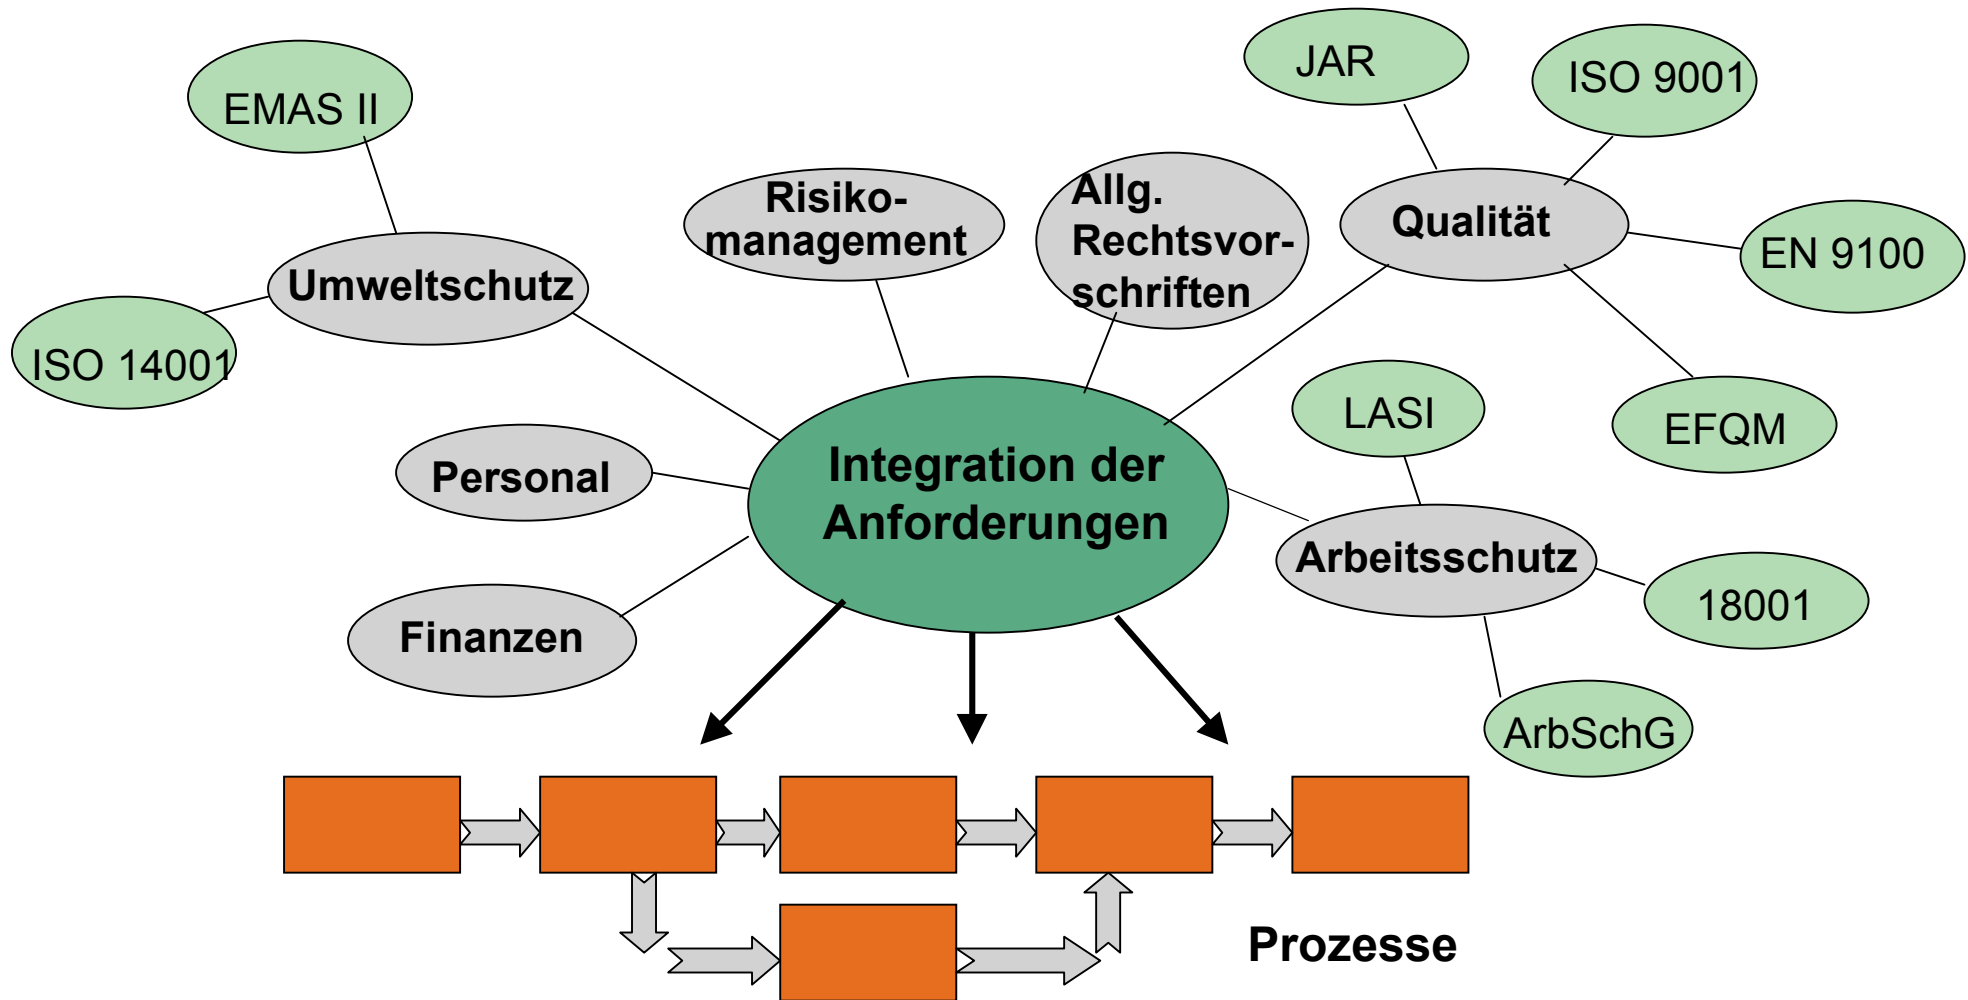 JAR
ISO 9001
EMAS II
Risiko-
management
Allg.
Rechtsvor-
schriften
Qualität
EN 9100
Umweltschutz
ISO 14001
LASI
EFQM
Personal
Integration der
Anforderungen
Arbeitsschutz
18001
Finanzen
ArbSchG
Prozesse